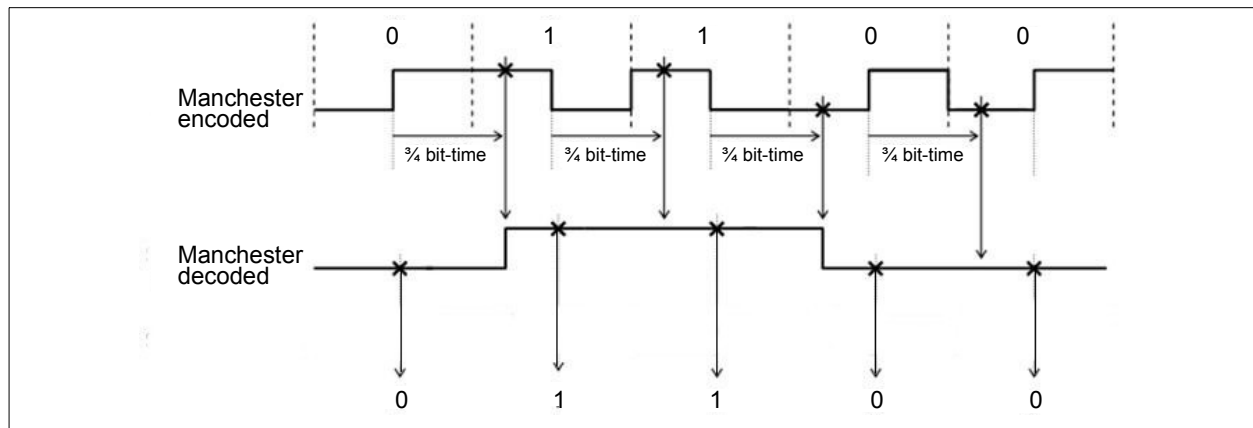 0 1 1 0 0
Manchester
encoded
¾ bit-time ¾ bit-time ¾ bit-time ¾ bit-time
Manchester
decoded
0 1 1 0 0